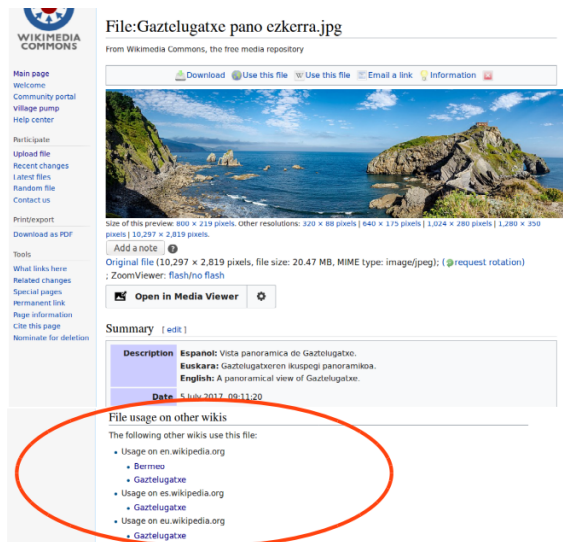 WIKIMEDIA
COMMONS
Main page
Welcome
Community portal
Village pump
Help center
Participate
Upload file
Recent changes
Latest files
Random file
Contact us
Print/export
Download as PDF
Tools
What links here
Related changes
Special pages
Permanent link
Page information
Cite this page
Nominate for deletion
File:Gaztelugatxe pano ezkerra.jpg
From Wikimedia Commons, the free media repository
Download Use this file Use this file Email a link Information
Size of this preview: 800 × 219 pixels. Other resolutions: 320 × 88 pixels | 640 × 175 pixels | 1,024 × 280 pixels | 1,280 × 350
pixels | 10,297 × 2,819 pixels.
Add a note
Original file (10,297 × 2,819 pixels, file size: 20.47 MB, MIME type: image/jpeg); (request rotation)
; ZoomViewer: flash/no flash
Open in Media Viewer
Summary [ edit ]
Description Español: Vista panoramica de Gaztelugatxe.
Euskara: Gaztelugatxeren ikuspegi panoramikoa.
English: A panoramical view of Gaztelugatxe.
Date 5 July 2017, 09:11:20
File usage on other wikis
The following other wikis use this file:
• Usage on en.wikipedia.org
• Bermeo
• Gaztelugatxe
• Usage on es.wikipedia.org
• Gaztelugatxe
• Usage on eu.wikipedia.org
• Gaztelugatxe